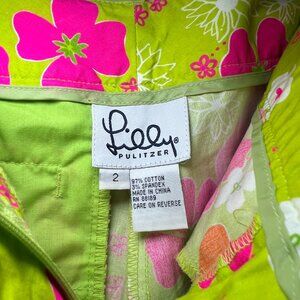 Lilly®
PULITZER
2
97% COTTON
3% SPANDEX
MADE IN CHINA
RN 88189
CARE ON REVERSE